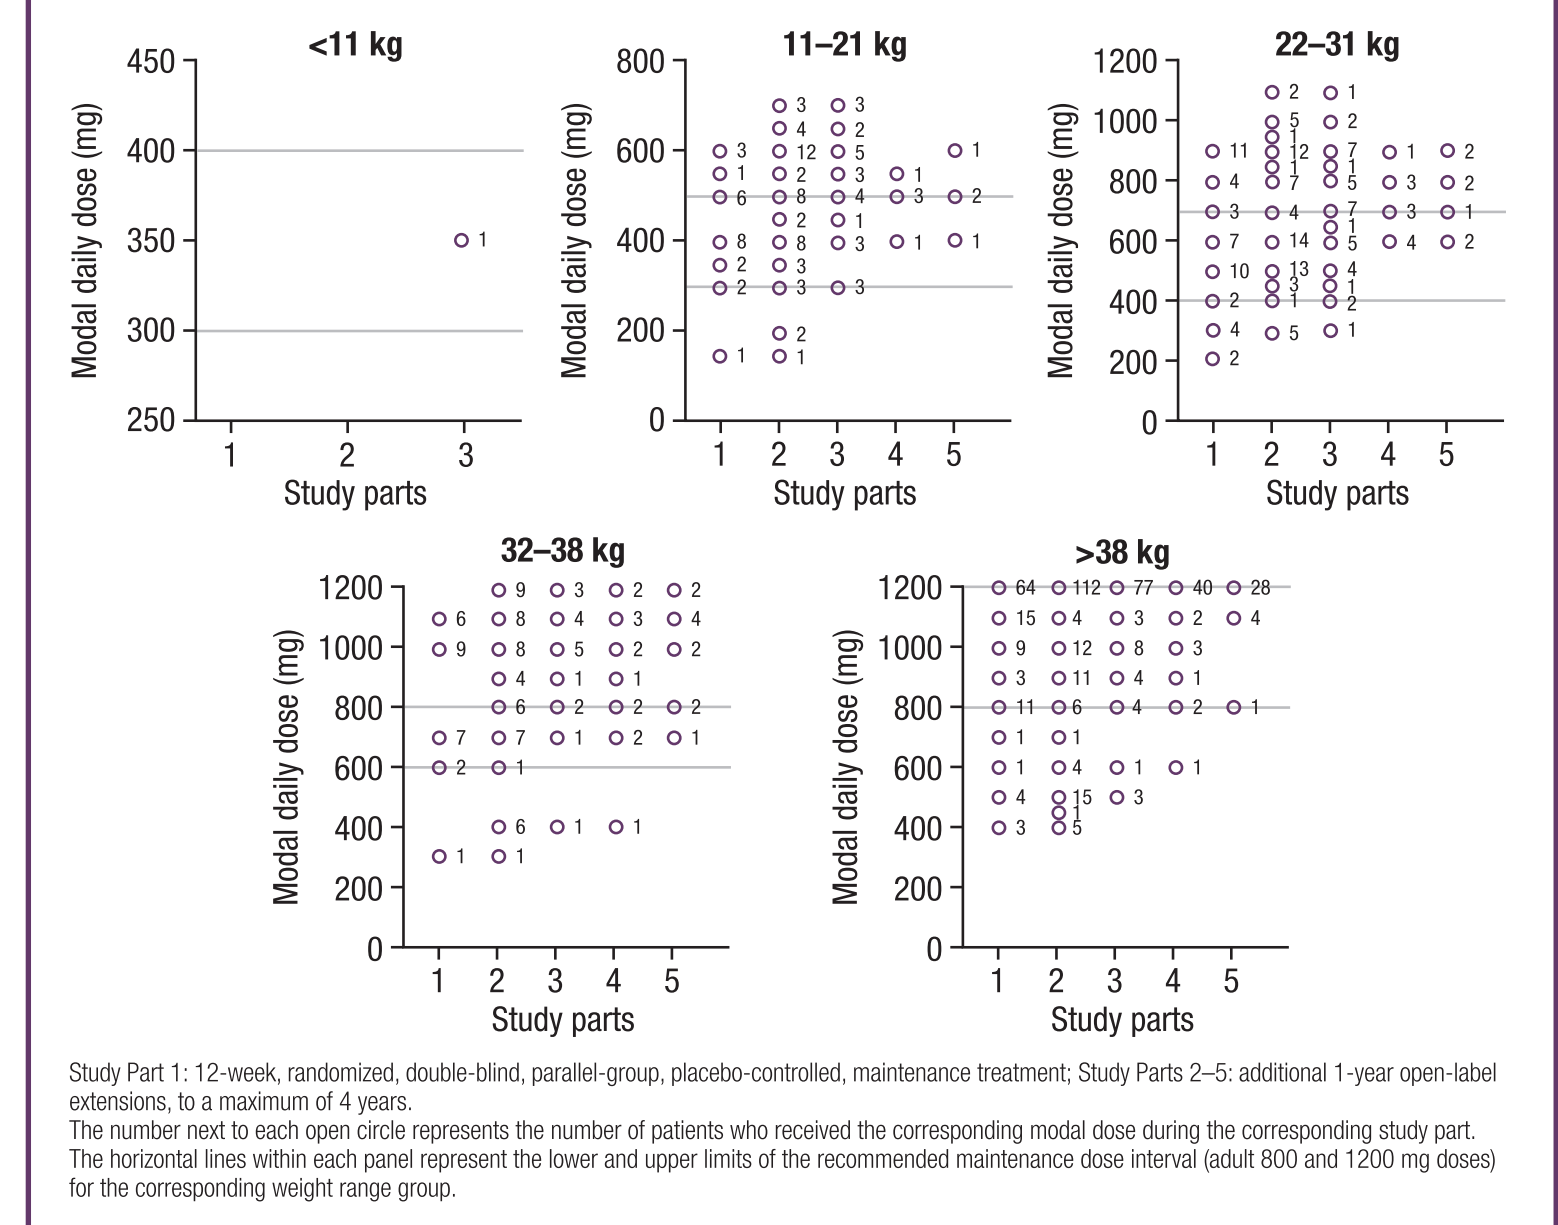 <11 kg
450
400
350
300
250
Modal daily dose (mg)
1
1 2 3
Study parts
11–21 kg
800
600
400
200
0
Modal daily dose (mg)
3 3
4 2
3 12 5 1
1 2 3 1
6 8 4 3 2
2 1
8 8 3 1 1
2 3
2 3 3
2
1 1
1 2 3 4 5
Study parts
22–31 kg
1200
1000
800
600
400
200
0
Modal daily dose (mg)
2 1
5 2
1
11 12 7 1 2
1 1
4 7 5 3 2
3 4 7 3 1
1
7 14 5 4 2
10 13 4
3 1
2 1 2
4 5 1
2
1 2 3 4 5
Study parts
32–38 kg
1200
1000
800
600
400
200
0
Modal daily dose (mg)
9 3 2 2
6 8 4 3 4
9 8 5 2 2
4 1 1
6 2 2 2
7 7 1 2 1
2 1
6 1 1
1 1
1 2 3 4 5
Study parts
>38 kg
1200
1000
800
600
400
200
0
Modal daily dose (mg)
64 112 77 40 28
15 4 3 2 4
9 12 8 3
3 11 4 1
11 6 4 2 1
1 1
1 4 1 1
4 15 3
1
3 5
1 2 3 4 5
Study parts
Study Part 1: 12-week, randomized, double-blind, parallel-group, placebo-controlled, maintenance treatment; Study Parts 2–5: additional 1-year open-label
extensions, to a maximum of 4 years.
The number next to each open circle represents the number of patients who received the corresponding modal dose during the corresponding study part.
The horizontal lines within each panel represent the lower and upper limits of the recommended maintenance dose interval (adult 800 and 1200 mg doses)
for the corresponding weight range group.